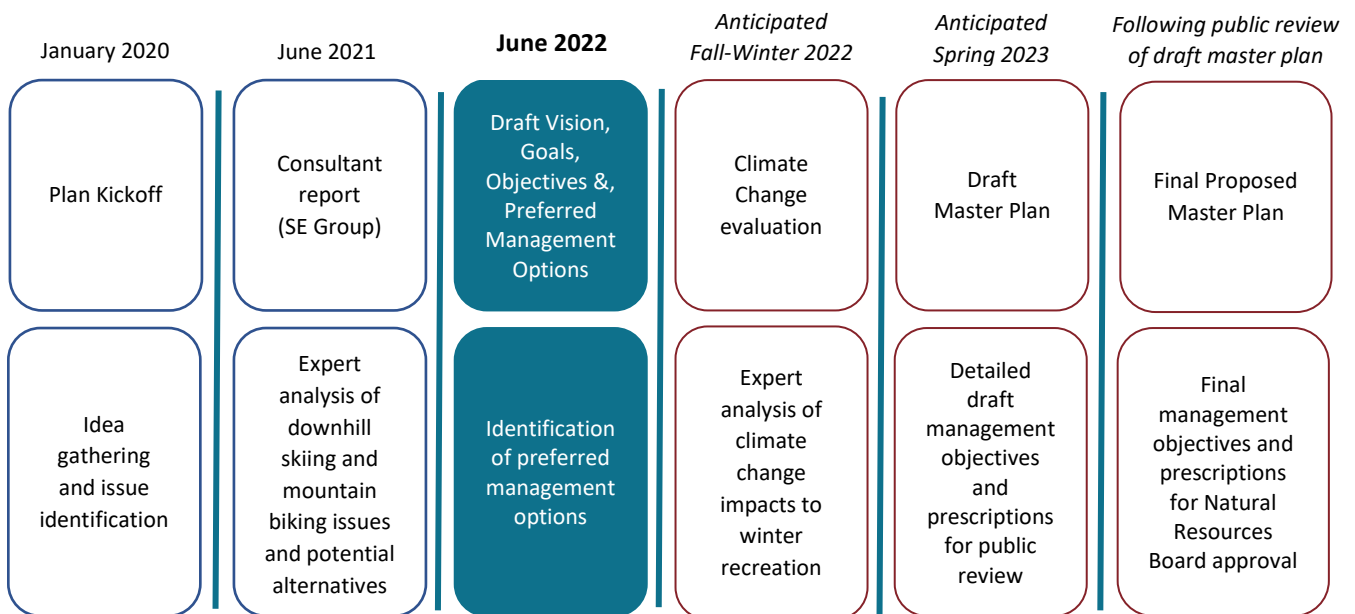 January 2020
June 2021
June 2022
Anticipated
Fall-Winter 2022
Anticipated
Spring 2023
Following public review
of draft master plan
Plan Kickoff
Consultant
report
(SE Group)
Draft Vision,
Goals,
Objectives &,
Preferred
Management
Options
Climate
Change
evaluation
Draft
Master Plan
Final Proposed
Master Plan
Idea
gathering
and issue
identification
Expert
analysis of
downhill
skiing and
mountain
biking issues
and potential
alternatives
Identification
of preferred
management
options
Expert
analysis of
climate
change
impacts to
winter
recreation
Detailed
draft
management
objectives
and
prescriptions
for public
review
Final
management
objectives and
prescriptions
for Natural
Resources
Board approval